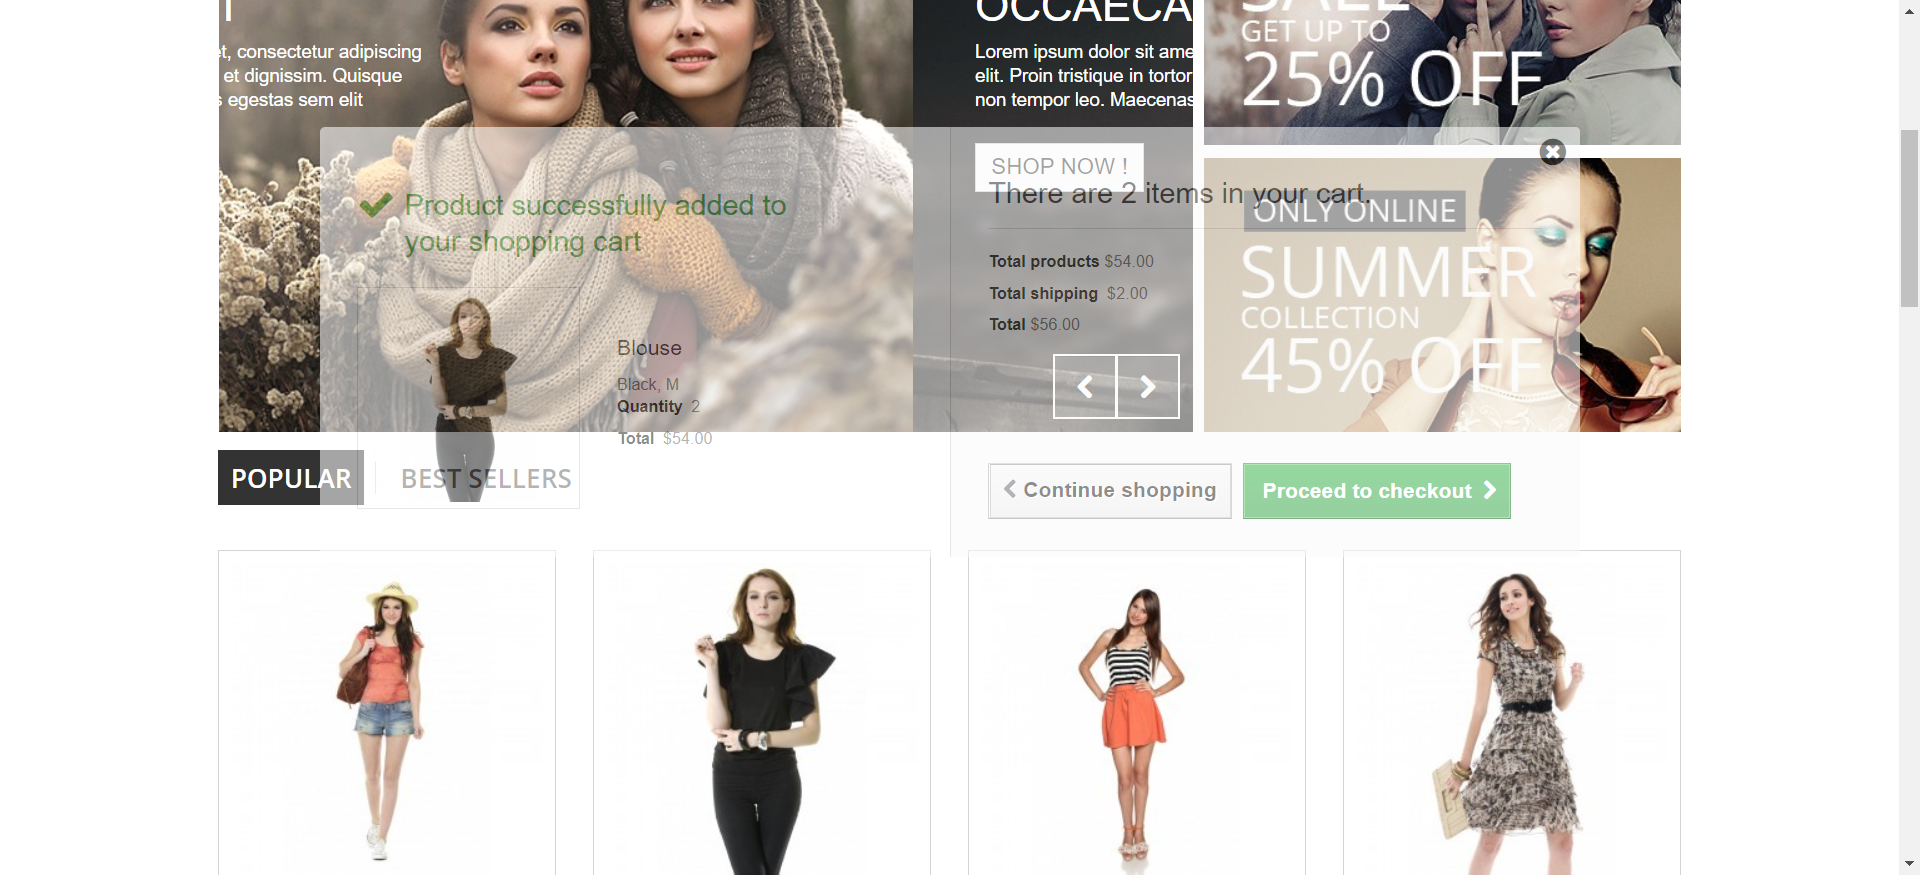 et, consectetur adipiscing
et dignissim. Quisque
s egestas sem elit
OCCAECA
Lorem ipsum dolor sit ame
elit. Proin tristique in tortor
non tempor leo. Maecenas
SHOP NOW !
SALE
GET UP TO
25% OFF
ONLY ONLINE
SUMMER
COLLECTION
45% OFF
Product successfully added to
your shopping cart
Blouse
Black, M
Quantity 2
Total $54.00
There are 2 items in your cart.
Total products $54.00
Total shipping $2.00
Total $56.00
Continue shopping
Proceed to checkout
POPULAR
BEST SELLERS